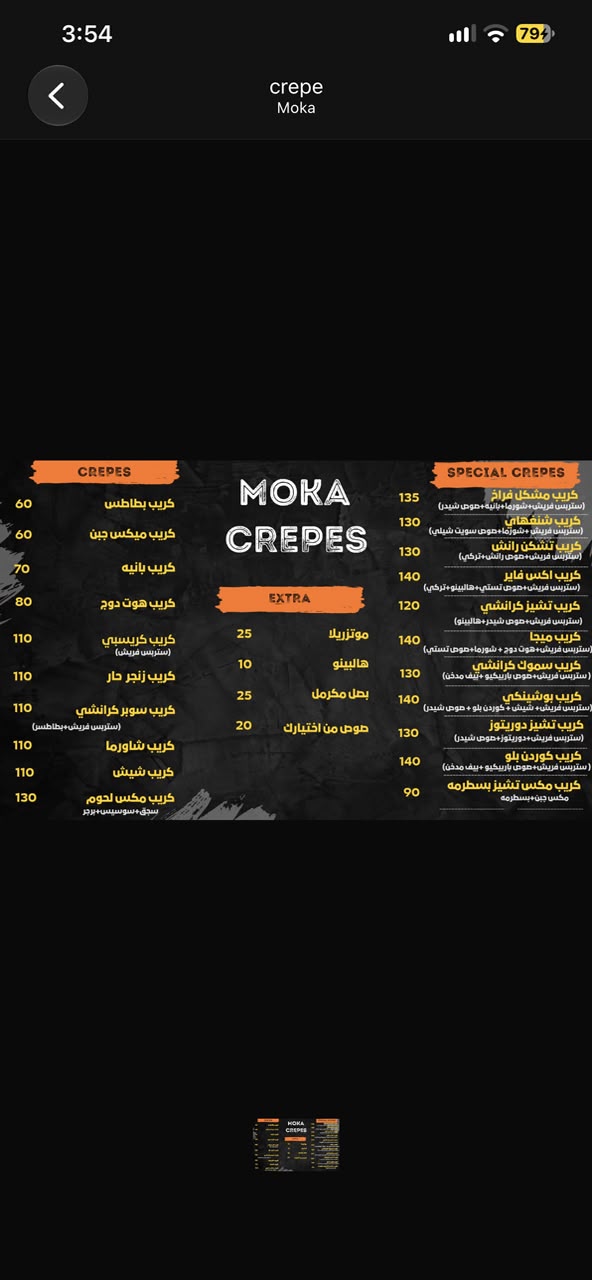 3:54
79
crepe
Moka
CREPES
كريب بطاطس 60
كريب ميكس جبن 60
كريب بانيه 70
كريب هوت دوج 80
كريب كريسبي 110
(ستربس فريش)
كريب زنجر حار 110
كريب سوبر كرانشي 110
(ستربس فريش+بطاطس)
كريب شاورما 110
كريب شيش 110
كريب مكس لحوم 130
سجق+سوسيس+برجر
MOKA
CREPES
EXTRA
موتزريلا 25
هالبينو 10
بصل مكرمل 25
صوص من اختيارك 20
SPECIAL CREPES
كريب مشكل فراخ 135
(ستربس فريش+شورما+بانية+صوص شيدر)
كريب شنغهاي 130
(ستربس فريش +شورما+صوص سويت شيلي)
كريب تشكن رانش 130
(ستربس فريش+صوص رانش+تركي)
كريب اكس فاير 140
(ستربس فريش+صوص تستي+هالبينو+تركي)
كريب تشيز كرانشي 120
(ستربس فريش+صوص شيدر+هالبينو)
كريب ميجا 140
(ستربس فريش+هوت دوج + شورما+صوص تستي)
كريب سموك كرانشي 130
(ستربس فريش+صوص باربيكيو +بيف مدخن)
كريب بوشينكي 140
(ستربس فريش+شيش + كوردن بلو + صوص شيدر)
كريب تشيز دوريتوز 130
(ستربس فريش+دوريتوز+صوص شيدر)
كريب كوردن بلو 140
( ستربس فريش+صوص باربيكيو +بيف مدخن)
كريب مكس تشيز بسطرمه 90
مكس جبن+بسطرمه
MOKA
CREPES